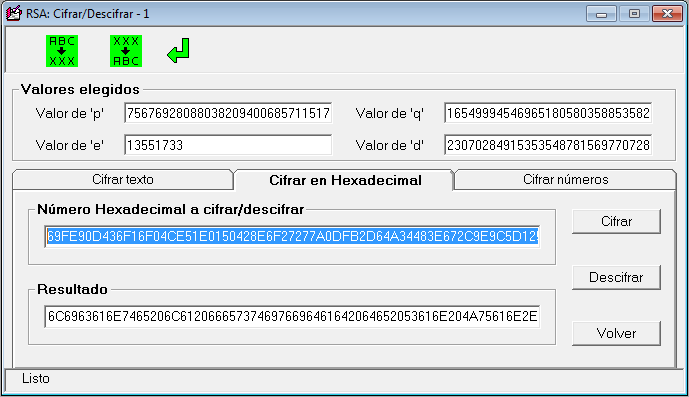 RSA: Cifrar/Descifrar - 1
ABC XXX
XXX ABC
Valores elegidos
Valor de 'p' 75676928088038209400685711517 Valor de 'q' 16549994546965180580358853582
Valor de 'e' 13551733 Valor de 'd' 23070284915353548781569770728
Cifrar texto Cifrar en Hexadecimal Cifrar números
Número Hexadecimal a cifrar/descifrar
69FE90D436F16F04CE51E0150428E6F27277A0DFB2D64A34483E672C9E9C5D125
Cifrar
Descifrar
Resultado
6C6963616E7465206C6120666573746976696461642064652053616E204A75616E2E
Volver
Listo